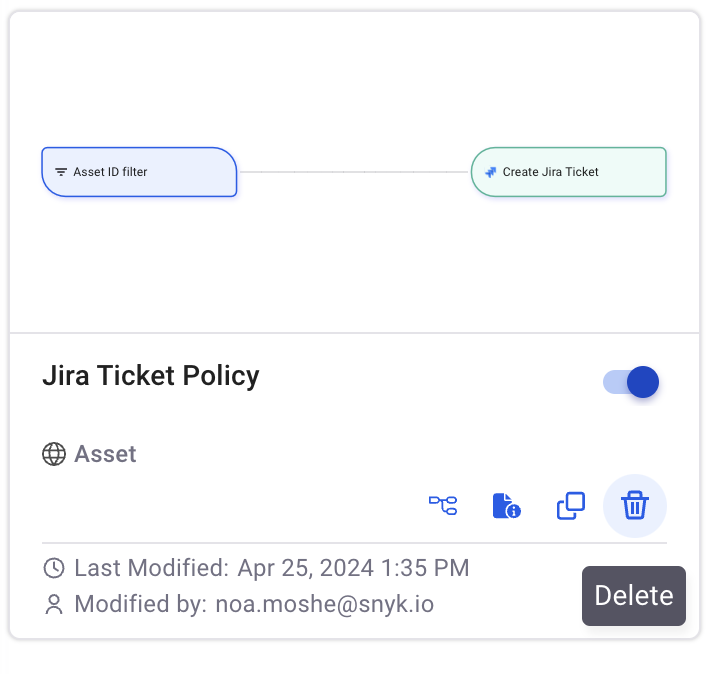 Asset ID filter
Create Jira Ticket
Jira Ticket Policy
Asset
Last Modified: Apr 25, 2024 1:35 PM
Modified by: noa.moshe@snyk.io
Delete